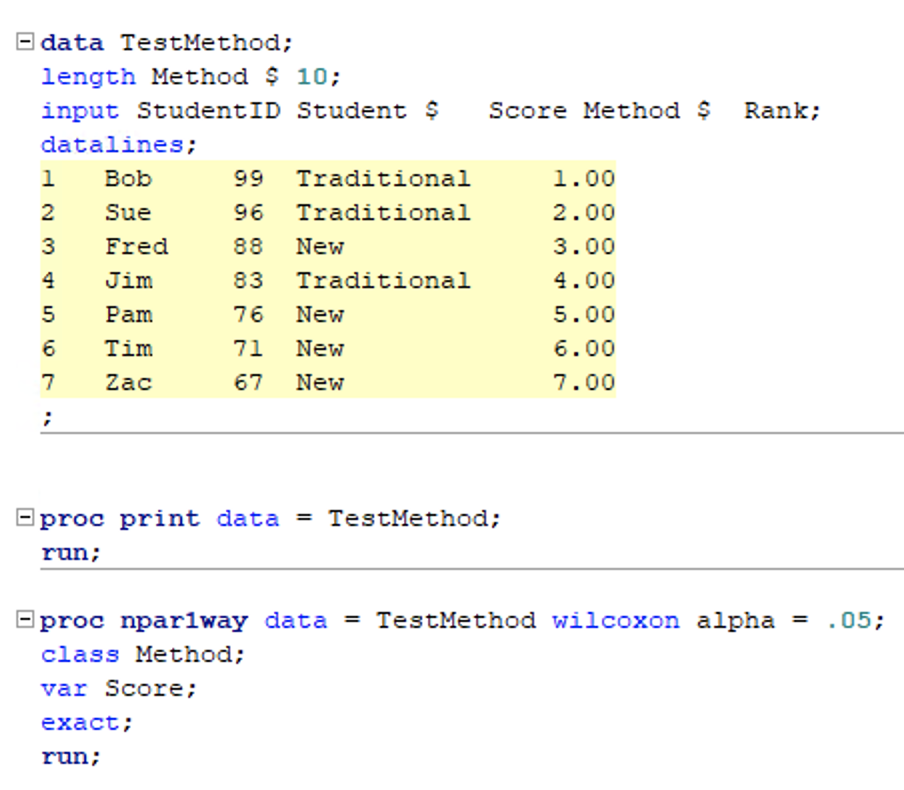 data TestMethod;
length Method $ 10;
input StudentID Student $   Score Method $  Rank;
datalines;
1   Bob     99  Traditional     1.00
2   Sue     96  Traditional     2.00
3   Fred    88  New             3.00
4   Jim     83  Traditional     4.00
5   Pam     76  New             5.00
6   Tim     71  New             6.00
7   Zac     67  New             7.00
;
proc print data = TestMethod;
run;
proc npar1way data = TestMethod wilcoxon alpha = .05;
class Method;
var Score;
exact;
run;